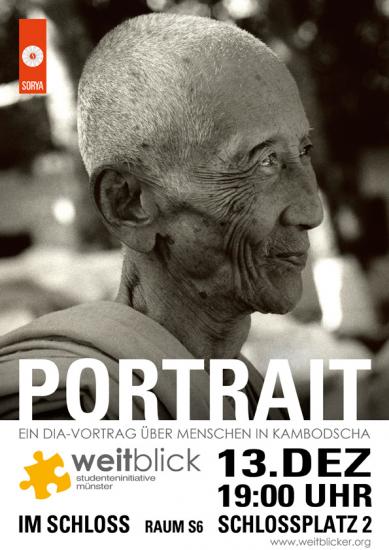 SORYA
PORTRAIT
EIN DIA-VORTRAG ÜBER MENSCHEN IN KAMBODSCHA
weitblick
studenteninitiative
münster
13.DEZ
19:00 UHR
IM SCHLOSS RAUM S6 SCHLOSSPLATZ 2
www.weitblicker.org